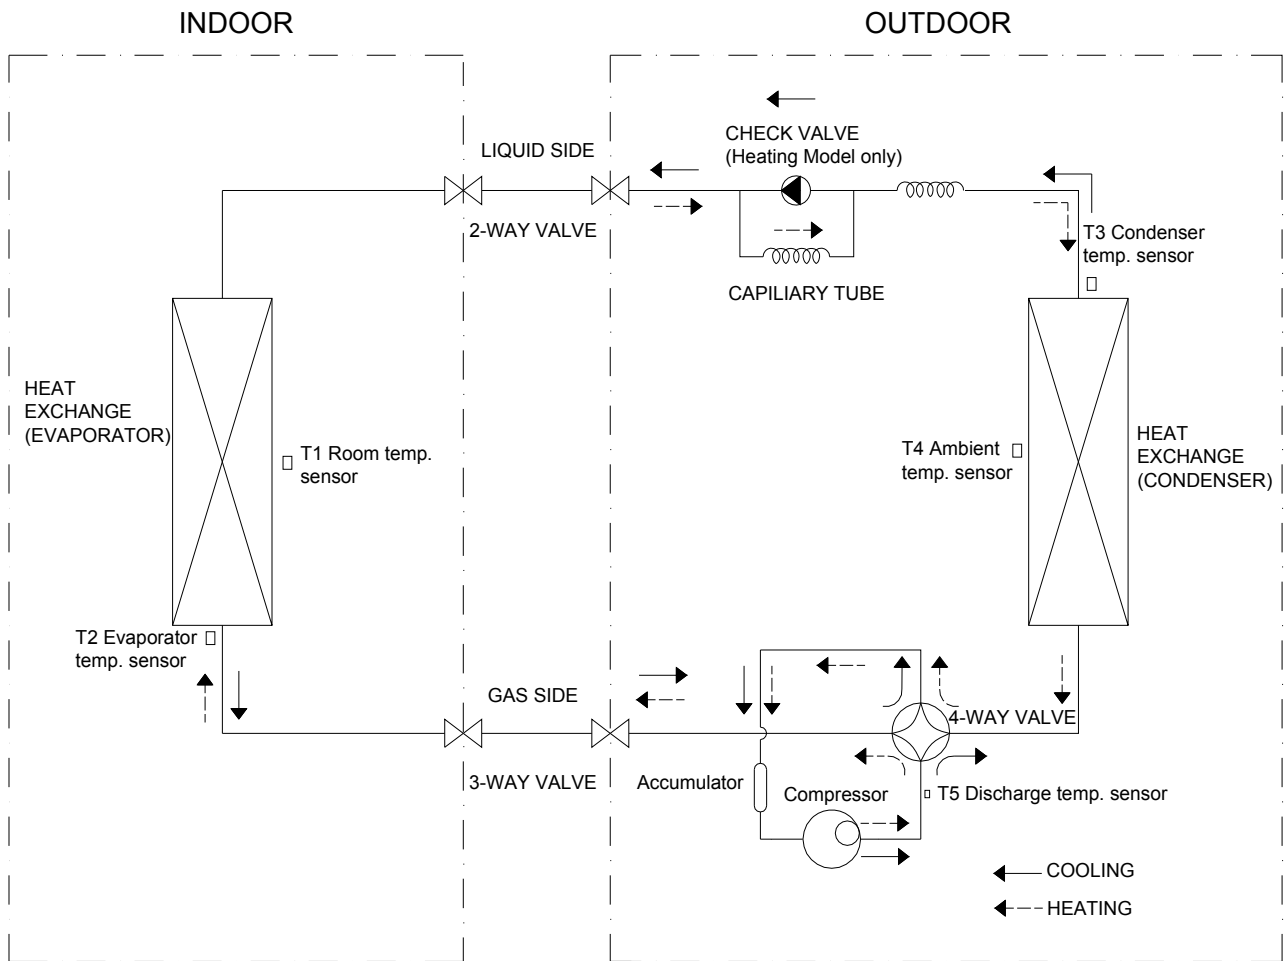 INDOOR
OUTDOOR
LIQUID SIDE
2-WAY VALVE
CHECK VALVE
(Heating Model only)
CAPILIARY TUBE
T3 Condenser
temp. sensor
HEAT
EXCHANGE
(EVAPORATOR)
T1 Room temp.
sensor
T4 Ambient
temp. sensor
HEAT
EXCHANGE
(CONDENSER)
T2 Evaporator
temp. sensor
GAS SIDE
3-WAY VALVE
4-WAY VALVE
Accumulator
Compressor
T5 Discharge temp. sensor
COOLING
HEATING